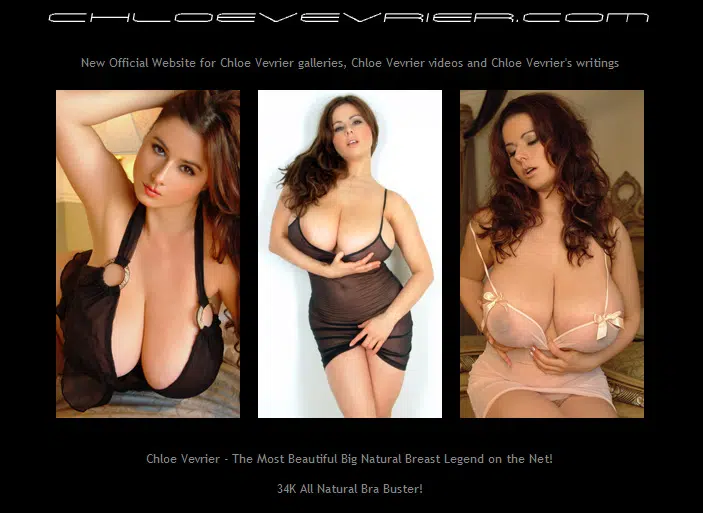 CHLOEVEVRIER.COM
New Official Website for Chloe Vevrier galleries, Chloe Vevrier videos and Chloe Vevrier's writings
Chloe Vevrier - The Most Beautiful Big Natural Breast Legend on the Net!
34K All Natural Bra Buster!